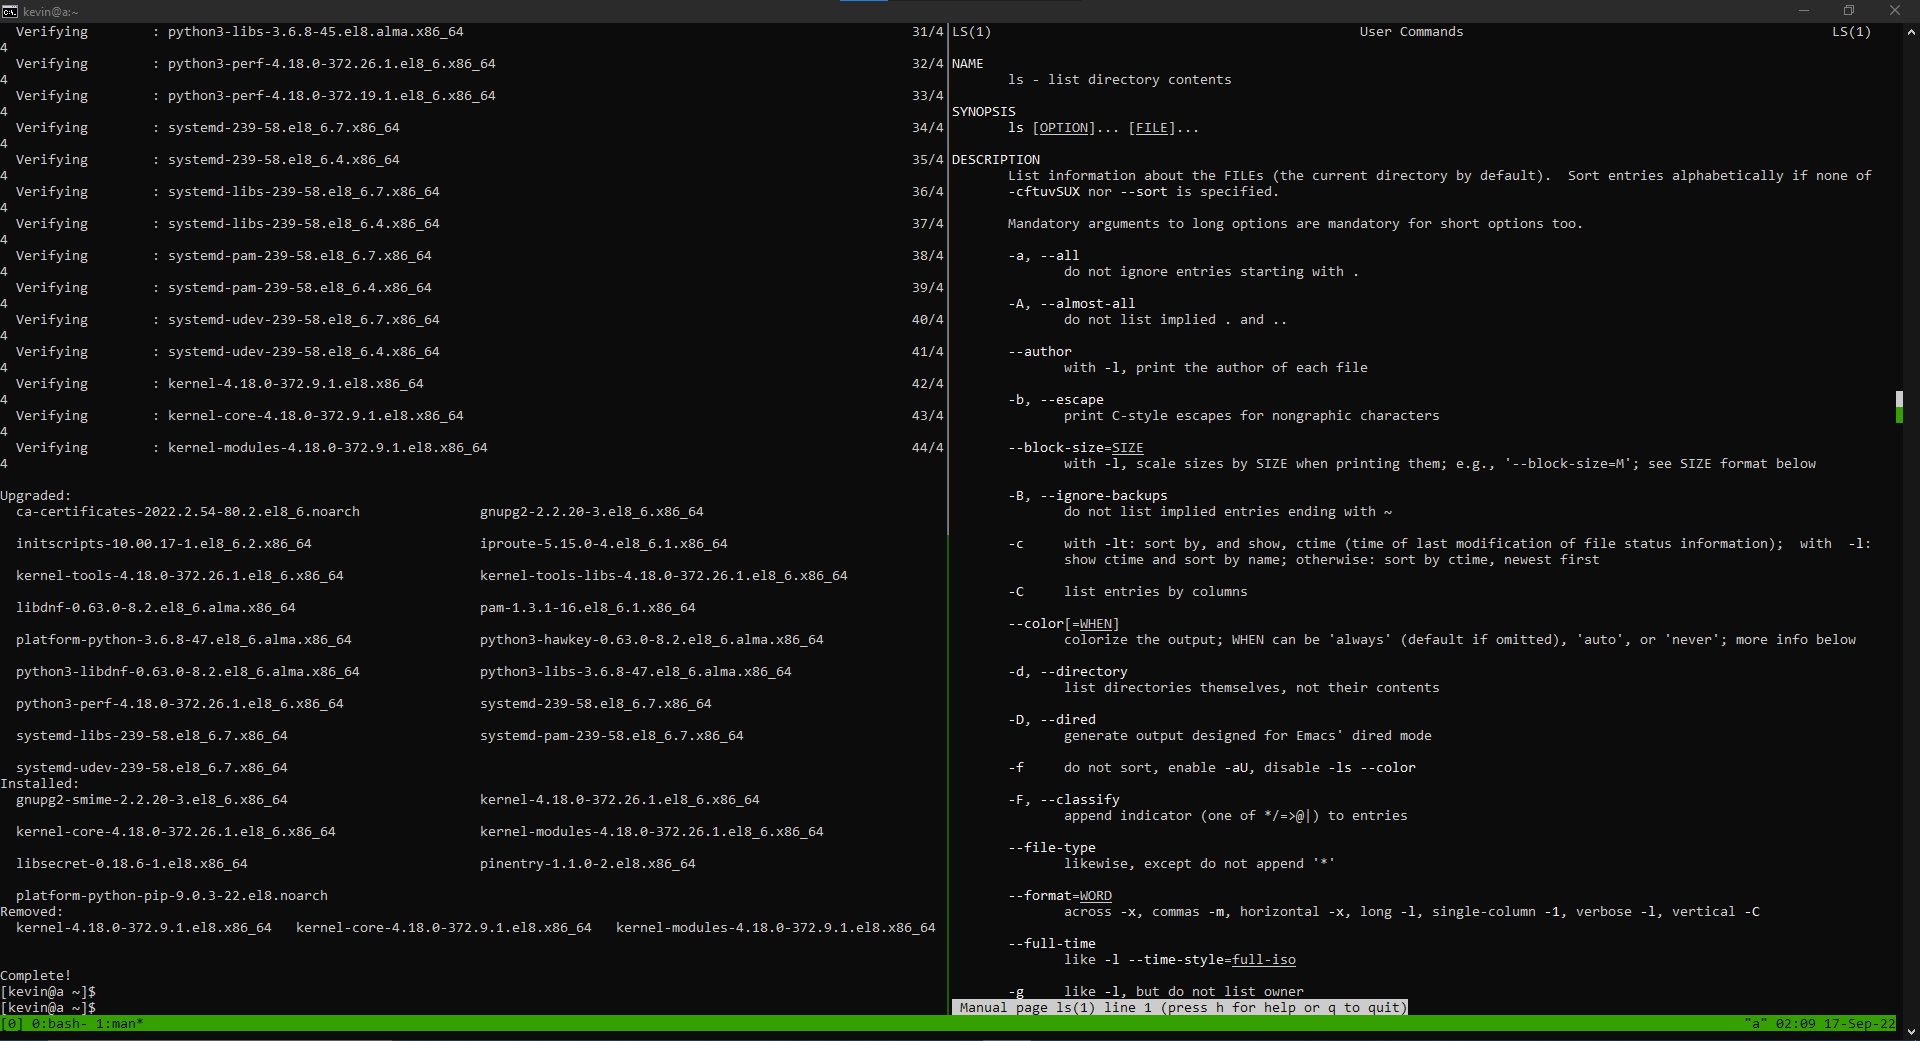 kevin@a:~
Verifying : python3-libs-3.6.8-45.el8.alma.x86_64 31/4
4
Verifying : python3-perf-4.18.0-372.26.1.el8_6.x86_64 32/4
4
Verifying : python3-perf-4.18.0-372.19.1.el8_6.x86_64 33/4
4
Verifying : systemd-239-58.el8_6.7.x86_64 34/4
4
Verifying : systemd-239-58.el8_6.4.x86_64 35/4
4
Verifying : systemd-libs-239-58.el8_6.7.x86_64 36/4
4
Verifying : systemd-libs-239-58.el8_6.4.x86_64 37/4
4
Verifying : systemd-pam-239-58.el8_6.7.x86_64 38/4
4
Verifying : systemd-pam-239-58.el8_6.4.x86_64 39/4
4
Verifying : systemd-udev-239-58.el8_6.7.x86_64 40/4
4
Verifying : systemd-udev-239-58.el8_6.4.x86_64 41/4
4
Verifying : kernel-4.18.0-372.9.1.el8.x86_64 42/4
4
Verifying : kernel-core-4.18.0-372.9.1.el8.x86_64 43/4
4
Verifying : kernel-modules-4.18.0-372.9.1.el8.x86_64 44/4
4
Upgraded:
ca-certificates-2022.2.54-80.2.el8_6.noarch gnupg2-2.2.20-3.el8_6.x86_64
initscripts-10.00.17-1.el8_6.2.x86_64 iproute-5.15.0-4.el8_6.1.x86_64
kernel-tools-4.18.0-372.26.1.el8_6.x86_64 kernel-tools-libs-4.18.0-372.26.1.el8_6.x86_64
libdnf-0.63.0-8.2.el8_6.alma.x86_64 pam-1.3.1-16.el8_6.1.x86_64
platform-python-3.6.8-47.el8_6.alma.x86_64 python3-hawkey-0.63.0-8.2.el8_6.alma.x86_64
python3-libdnf-0.63.0-8.2.el8_6.alma.x86_64 python3-libs-3.6.8-47.el8_6.alma.x86_64
python3-perf-4.18.0-372.26.1.el8_6.x86_64 systemd-239-58.el8_6.7.x86_64
systemd-libs-239-58.el8_6.7.x86_64 systemd-pam-239-58.el8_6.7.x86_64
systemd-udev-239-58.el8_6.7.x86_64
Installed:
gnupg2-smime-2.2.20-3.el8_6.x86_64 kernel-4.18.0-372.26.1.el8_6.x86_64
kernel-core-4.18.0-372.26.1.el8_6.x86_64 kernel-modules-4.18.0-372.26.1.el8_6.x86_64
libsecret-0.18.6-1.el8.x86_64 pinentry-1.1.0-2.el8.x86_64
platform-python-pip-9.0.3-22.el8.noarch
Removed:
kernel-4.18.0-372.9.1.el8.x86_64 kernel-core-4.18.0-372.9.1.el8.x86_64 kernel-modules-4.18.0-372.9.1.el8.x86_64
Complete!
[kevin@a ~]$
[kevin@a ~]$
LS(1) User Commands LS(1)
NAME
ls - list directory contents
SYNOPSIS
ls [OPTION]... [FILE]...
DESCRIPTION
List information about the FILEs (the current directory by default). Sort entries alphabetically if none of
-cftuvSUX nor --sort is specified.
Mandatory arguments to long options are mandatory for short options too.
-a, --all
do not ignore entries starting with .
-A, --almost-all
do not list implied . and ..
--author
with -l, print the author of each file
-b, --escape
print C-style escapes for nongraphic characters
--block-size=SIZE
with -l, scale sizes by SIZE when printing them; e.g., '--block-size=M'; see SIZE format below
-B, --ignore-backups
do not list implied entries ending with ~
-c with -lt: sort by, and show, ctime (time of last modification of file status information); with -l:
show ctime and sort by name; otherwise: sort by ctime, newest first
-C list entries by columns
--color[=WHEN]
colorize the output; WHEN can be 'always' (default if omitted), 'auto', or 'never'; more info below
-d, --directory
list directories themselves, not their contents
-D, --dired
generate output designed for Emacs' dired mode
-f do not sort, enable -aU, disable -ls --color
-F, --classify
append indicator (one of */=>@|) to entries
--file-type
likewise, except do not append '*'
--format=WORD
across -x, commas -m, horizontal -x, long -l, single-column -1, verbose -l, vertical -C
--full-time
like -l --time-style=full-iso
-g like -l, but do not list owner
Manual page ls(1) line 1 (press h for help or q to quit)
[0] 0:bash- 1:man* "a" 02:09 17-Sep-22